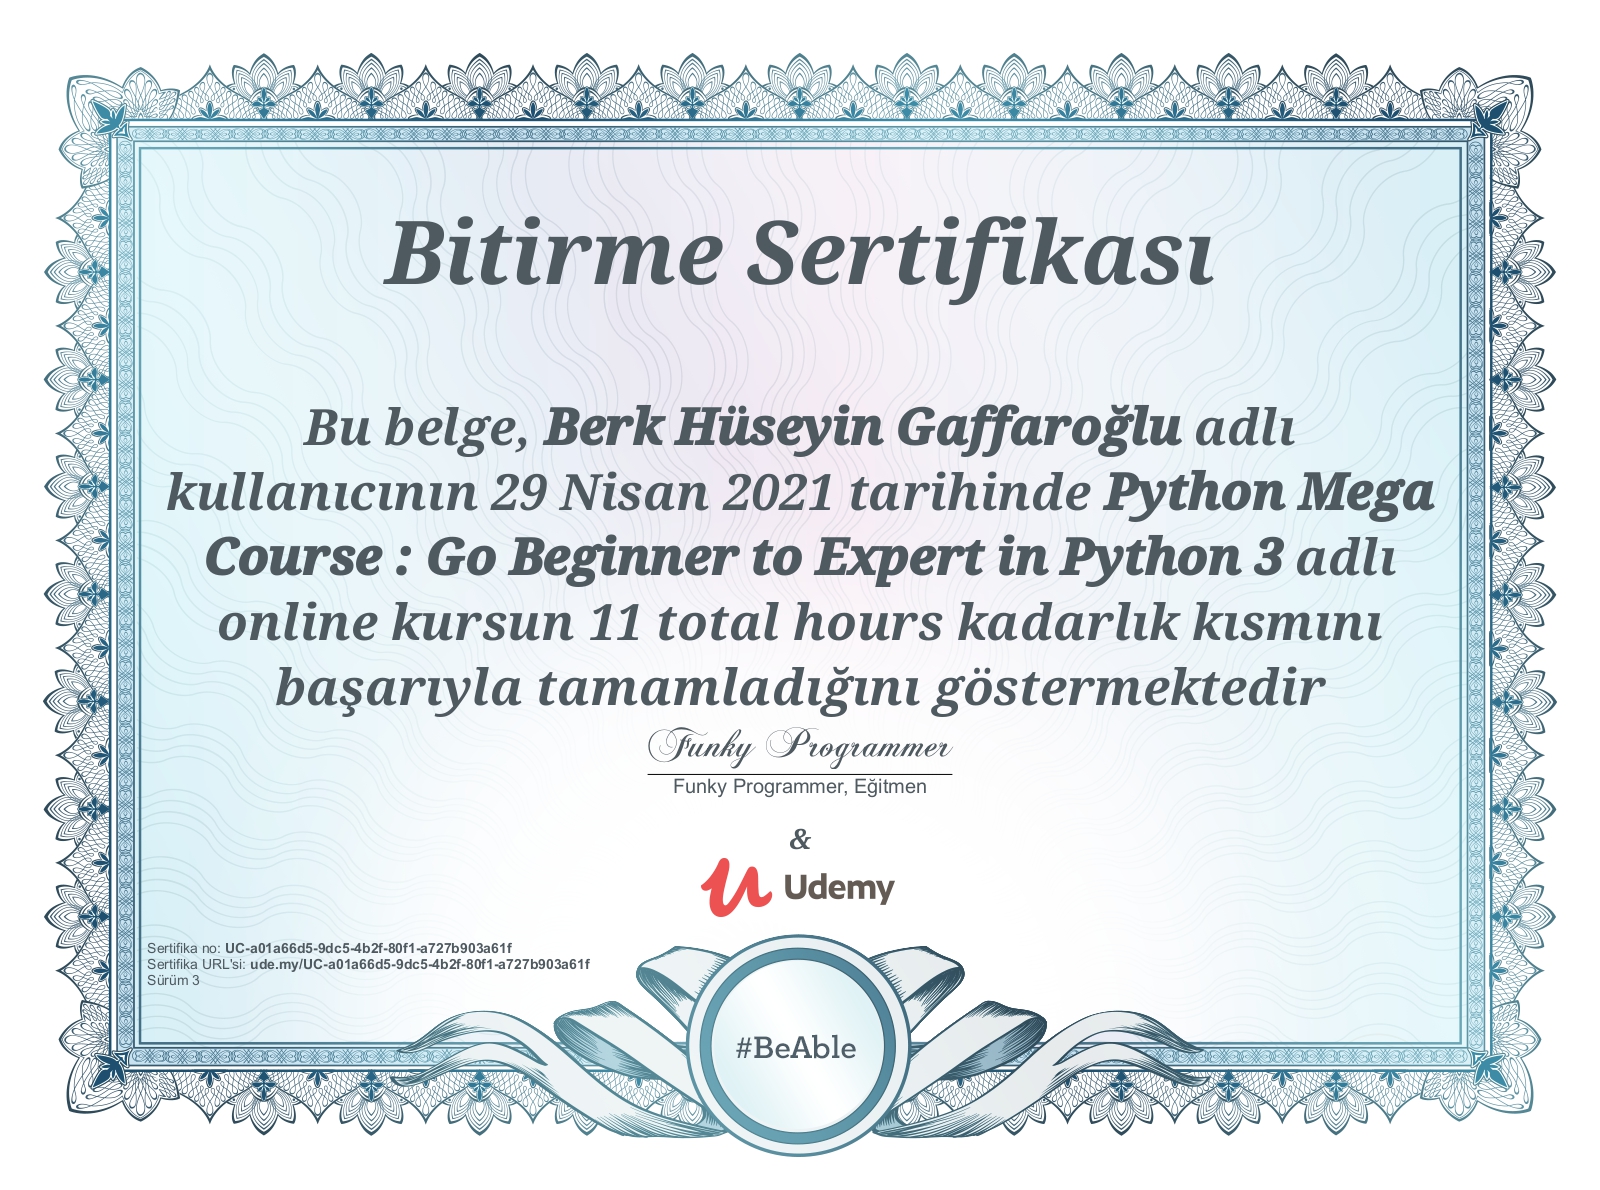 Bitirme Sertifikası
Bu belge, Berk Hüseyin Gaffaroğlu adlı
kullanıcının 29 Nisan 2021 tarihinde Python Mega
Course : Go Beginner to Expert in Python 3 adlı
online kursun 11 total hours kadarlık kısmını
başarıyla tamamladığını göstermektedir
Funky Programmer
Funky Programmer, Eğitmen
&
Udemy
Sertifika no: UC-a01a66d5-9dc5-4b2f-80f1-a727b903a61f
Sertifika URL'si: ude.my/UC-a01a66d5-9dc5-4b2f-80f1-a727b903a61f
Sürüm 3
#BeAble